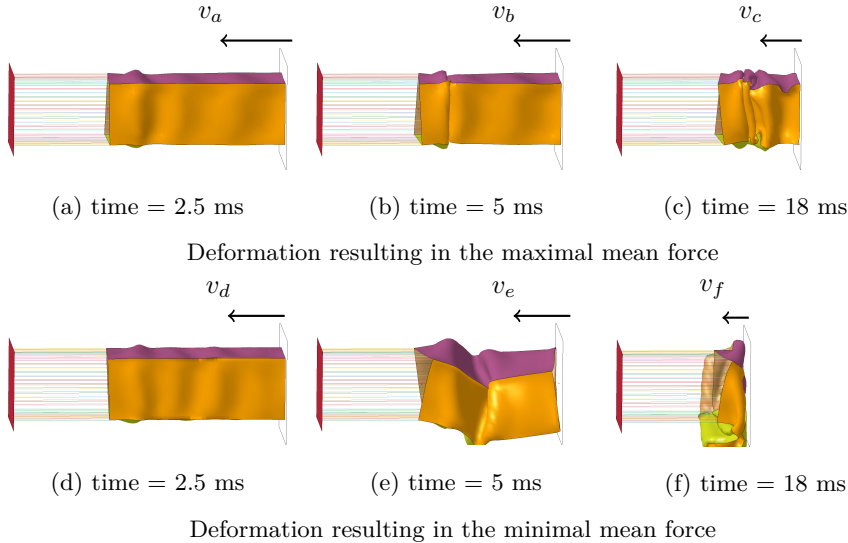 v_a v_b v_c
(a) time = 2.5 ms (b) time = 5 ms (c) time = 18 ms
Deformation resulting in the maximal mean force
v_d v_e v_f
(d) time = 2.5 ms (e) time = 5 ms (f) time = 18 ms
Deformation resulting in the minimal mean force